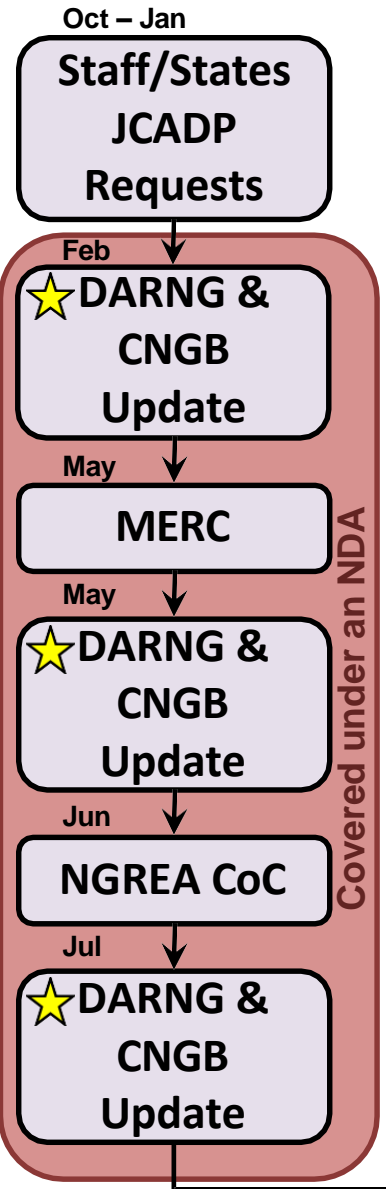 Oct – Jan
Staff/States
JCADP
Requests
Feb
DARNG &
CNGB
Update
May
MERC
May
DARNG &
CNGB
Update
Jun
NGREA CoC
Jul
DARNG &
CNGB
Update
Covered under an NDA